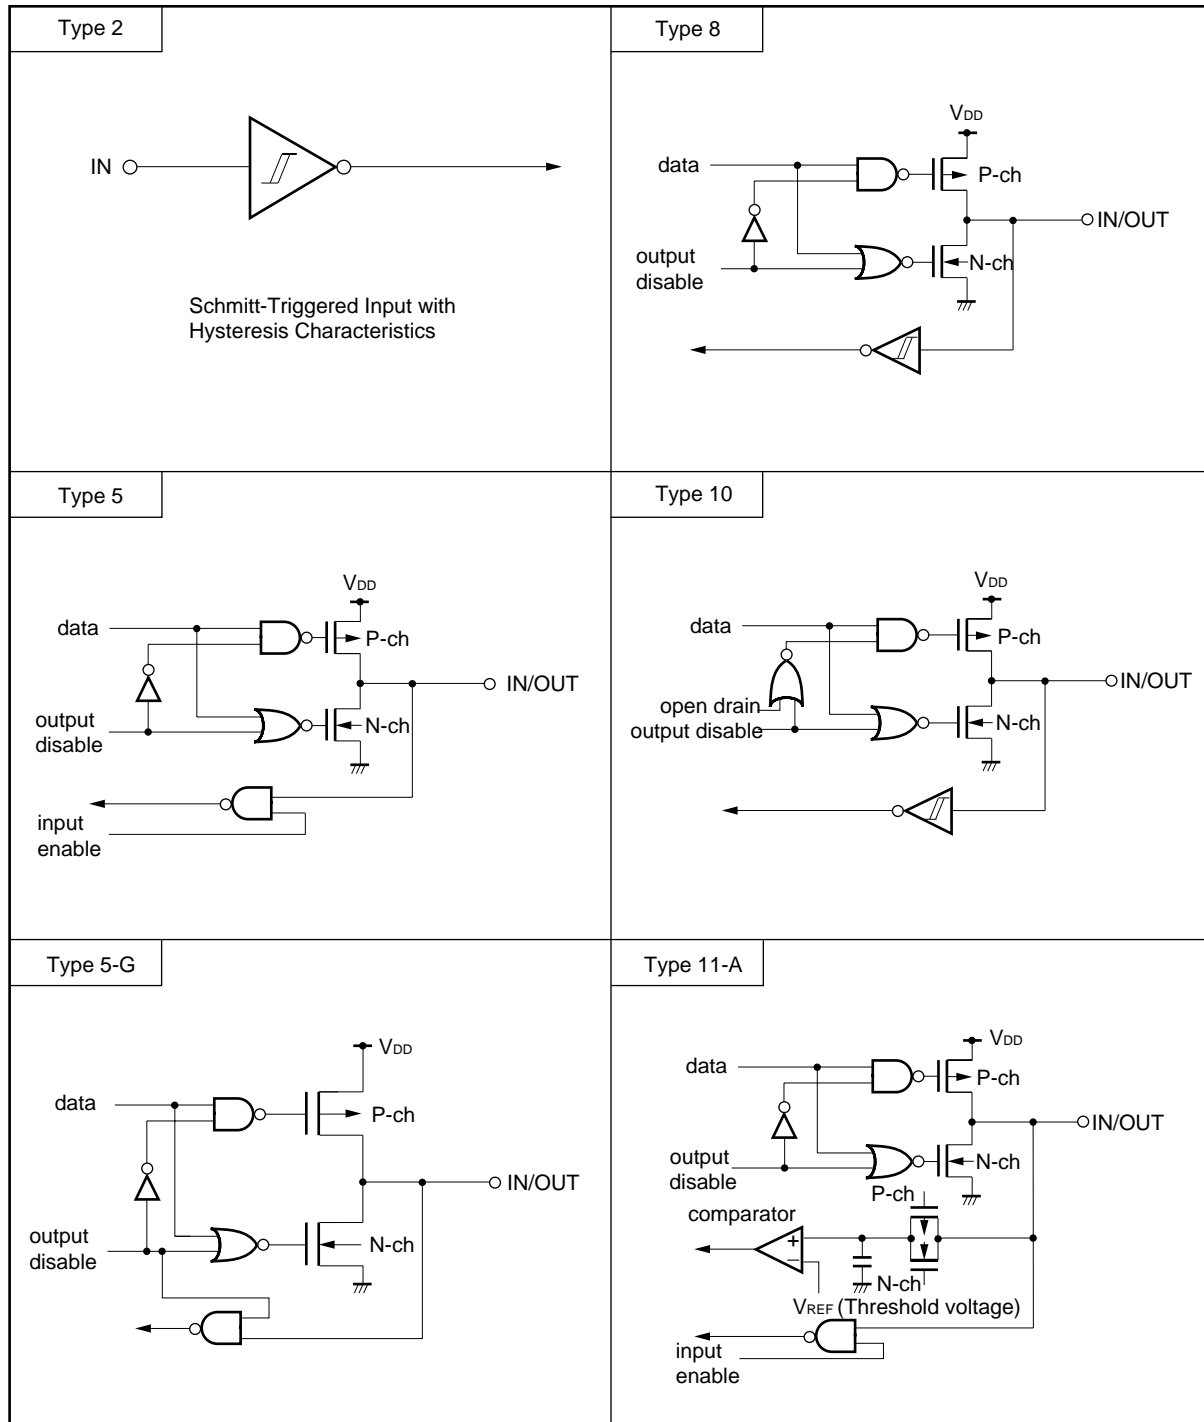 Type 2
IN
Schmitt-Triggered Input with
Hysteresis Characteristics
Type 8
VDD
data
P-ch
IN/OUT
output
disable
N-ch
Type 5
VDD
data
P-ch
IN/OUT
output
disable
N-ch
input
enable
Type 10
VDD
data
P-ch
IN/OUT
open drain
output disable
N-ch
Type 5-G
VDD
data
P-ch
IN/OUT
output
disable
N-ch
Type 11-A
VDD
data
P-ch
IN/OUT
output
disable
N-ch
P-ch
comparator
+
−
N-ch
VREF (Threshold voltage)
input
enable